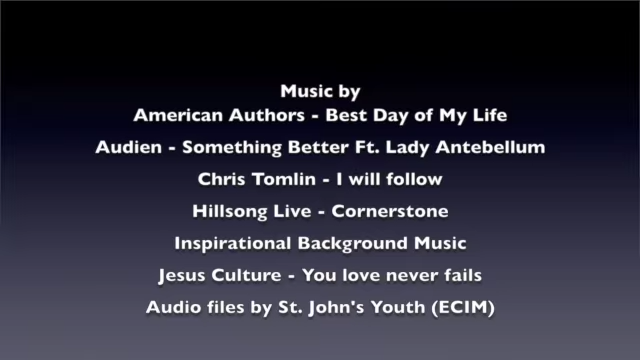 Music by
American Authors - Best Day of My Life
Audien - Something Better Ft. Lady Antebellum
Chris Tomlin - I will follow
Hillsong Live - Cornerstone
Inspirational Background Music
Jesus Culture - You love never fails
Audio files by St. John's Youth (ECIM)